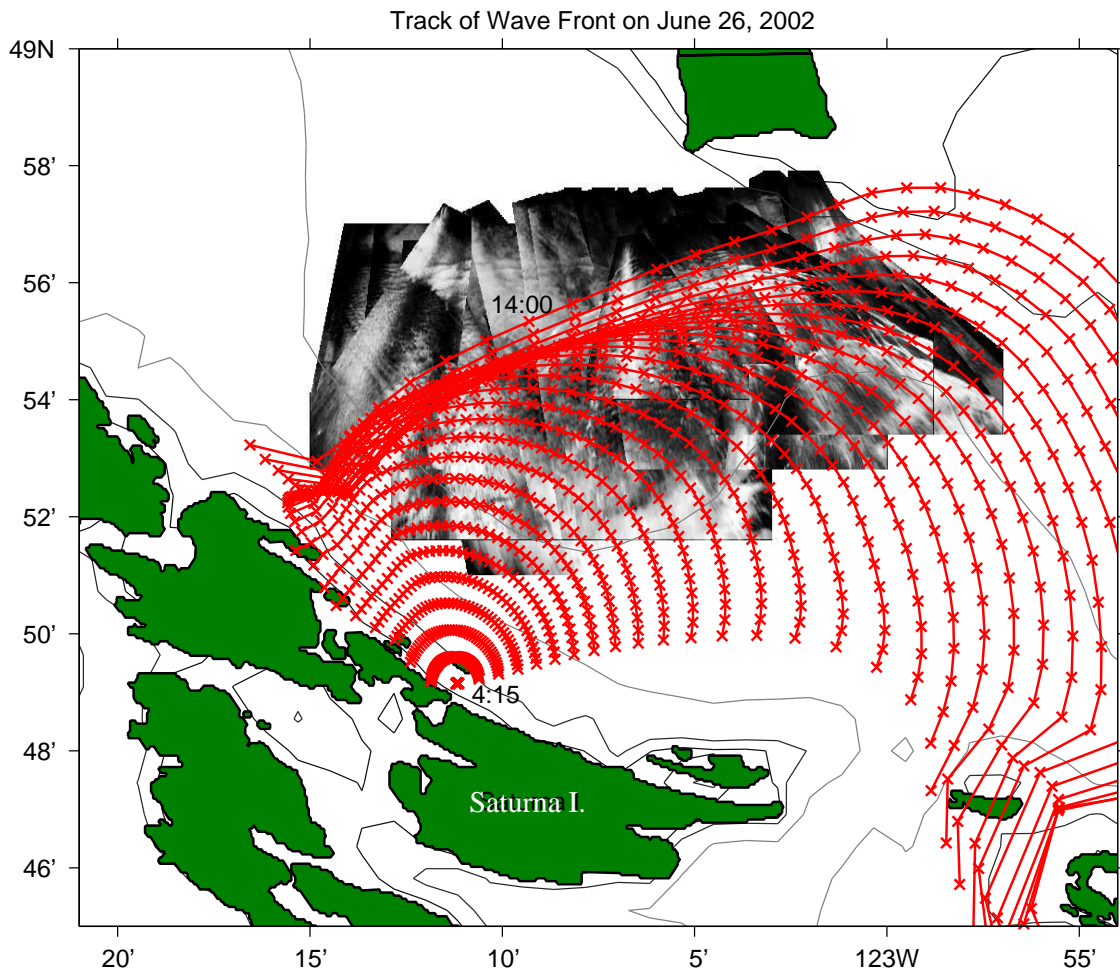 Track of Wave Front on June 26, 2002
49N
58’
56’
14:00
54’
52’
50’
4:15
48’
Saturna I.
46’
20’ 15’ 10’ 5’ 123W 55’